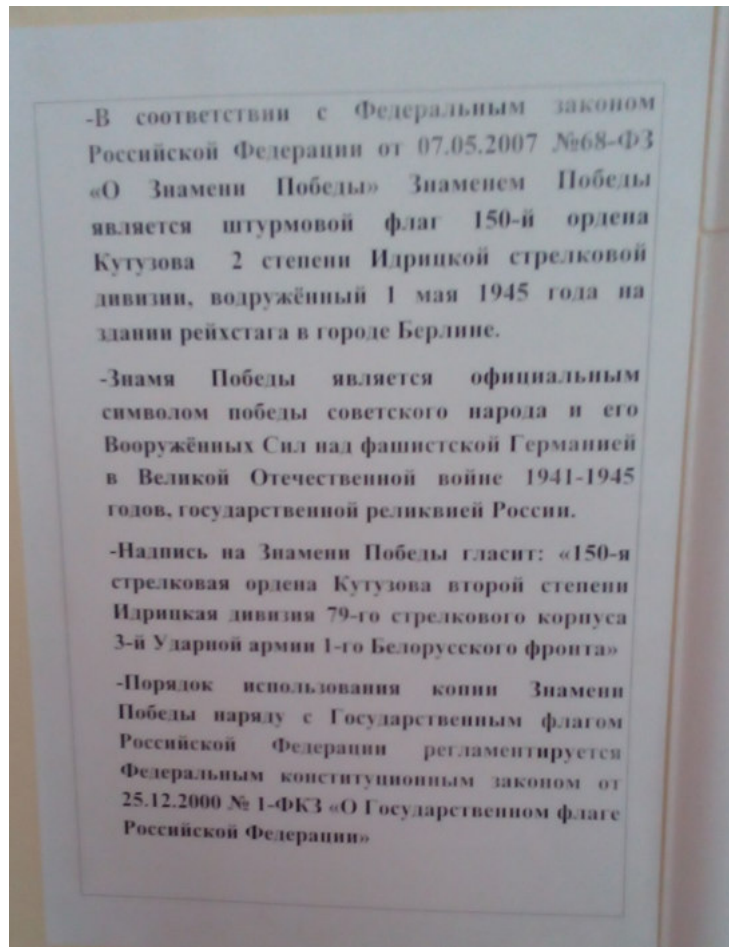 -В соответствии с Федеральным законом
Российской Федерации от 07.05.2007 №68-ФЗ
«О Знамени Победы» Знаменем Победы
является штурмовой флаг 150-й ордена
Кутузова 2 степени Идрицкой стрелковой
дивизии, водружённый 1 мая 1945 года на
здании рейхстага в городе Берлине.
-Знамя Победы является официальным
символом победы советского народа и его
Вооружённых Сил над фашистской Германией
в Великой Отечественной войне 1941-1945
годов, государственной реликвией России.
-Надпись на Знамени Победы гласит: «150-я
стрелковая ордена Кутузова второй степени
Идрицкая дивизия 79-го стрелкового корпуса
3-й Ударной армии 1-го Белорусского фронта»
-Порядок использования копии Знамени
Победы наряду с Государственным флагом
Российской Федерации регламентируется
Федеральным конституционным законом от
25.12.2000 № 1-ФКЗ «О Государственном флаге
Российской Федерации»